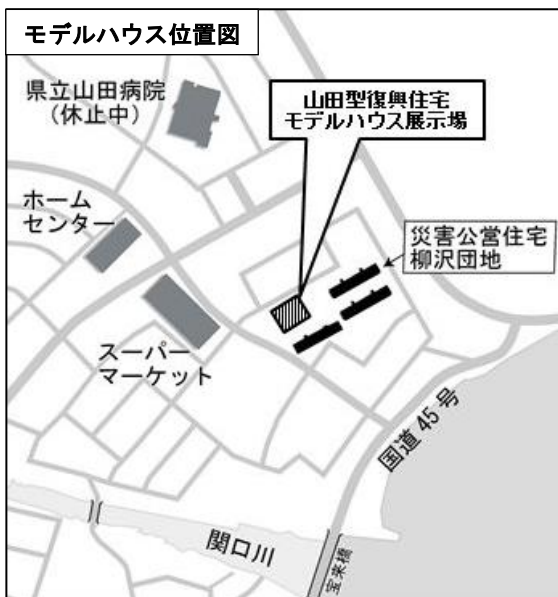 モデルハウス位置図
県立山田病院
（休止中）
山田型復興住宅
モデルハウス展示場
ホーム
センター
災害公営住宅
柳沢団地
スーパー
マーケット
国道45号
関口川
宝来橋